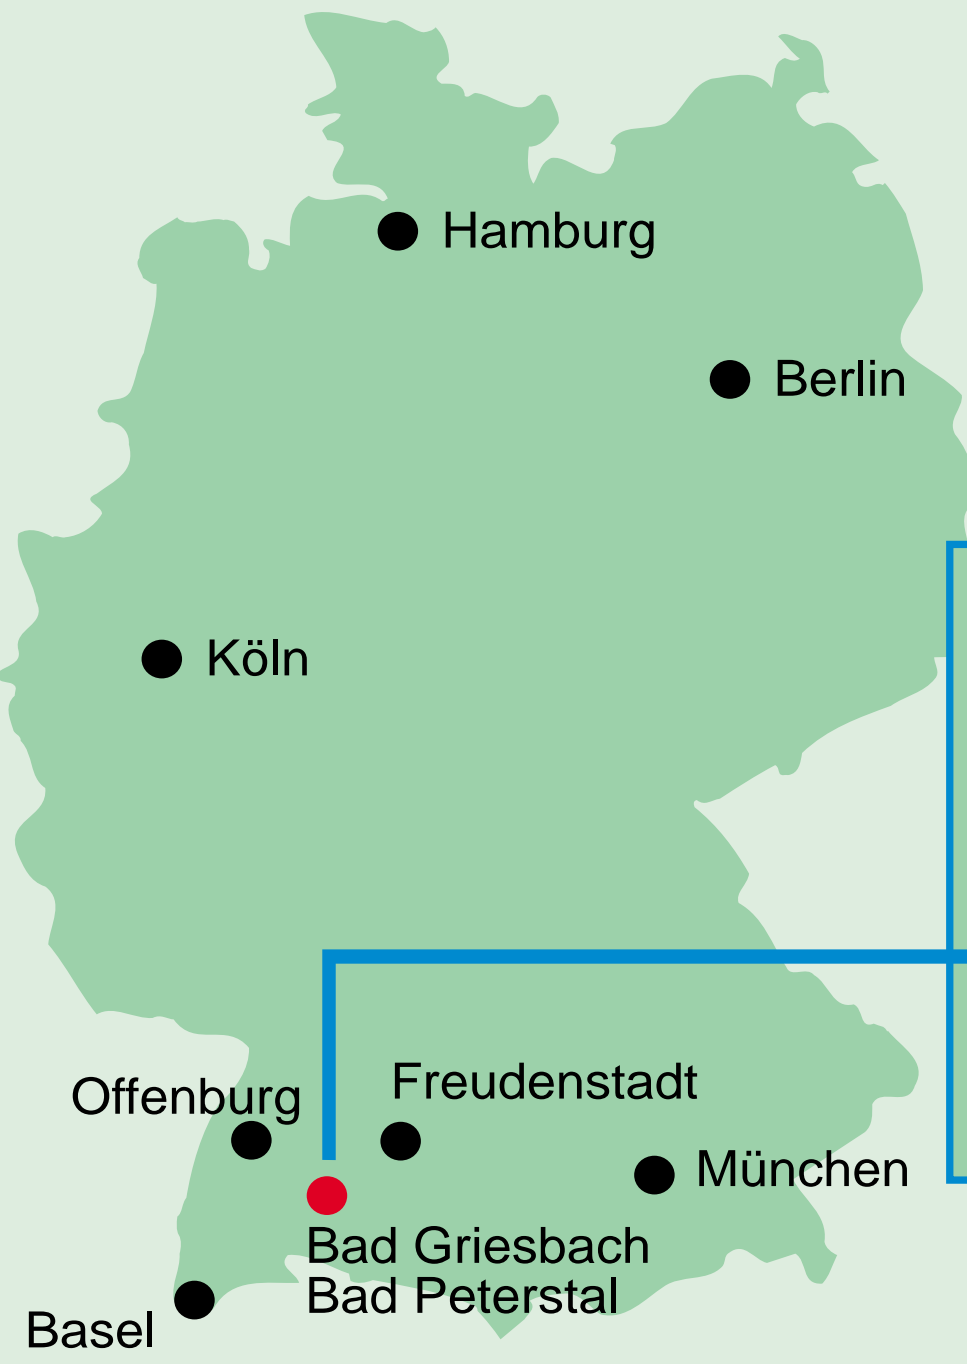 Hamburg
Berlin
Köln
Freudenstadt
Offenburg
München
Bad Griesbach
Bad Peterstal
Basel